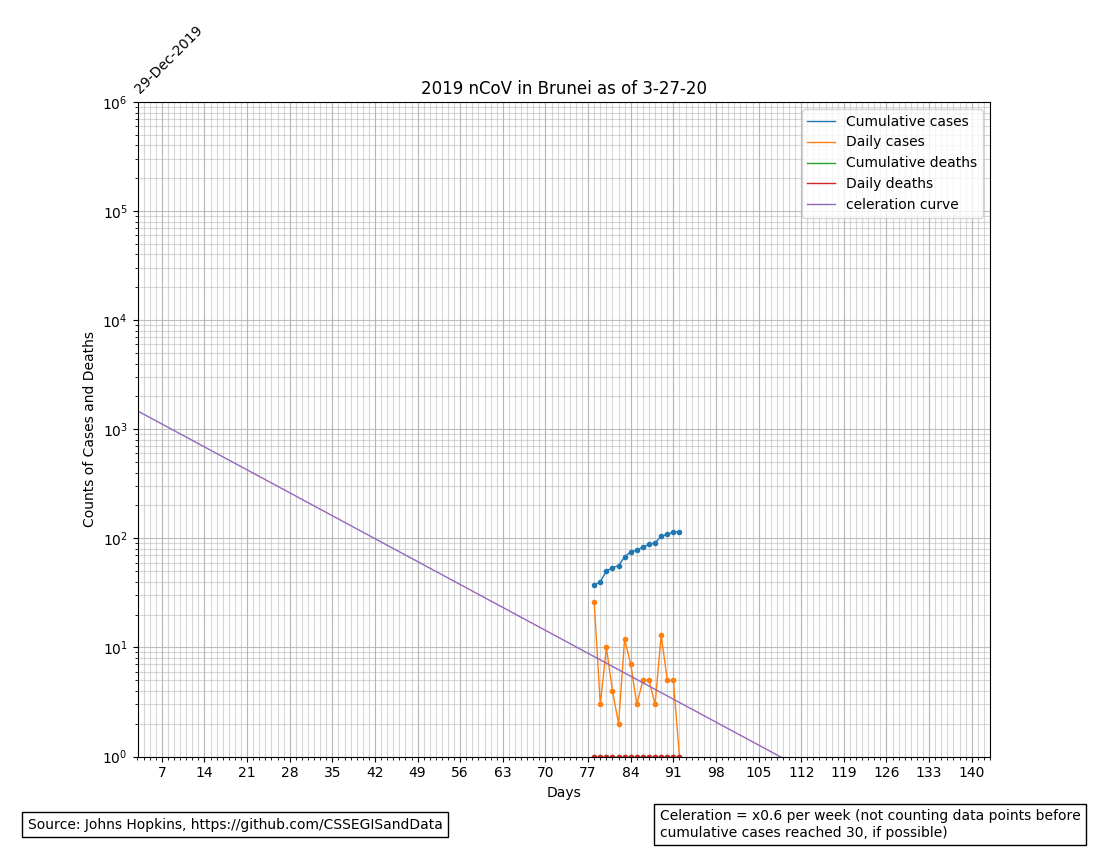 29-Dec-2019
2019 nCoV in Brunei as of 3-27-20
Cumulative cases
Daily cases
Cumulative deaths
Daily deaths
celeration curve
Counts of Cases and Deaths
10^6
10^5
10^4
10^3
10^2
10^1
10^0
7 14 21 28 35 42 49 56 63 70 77 84 91 98 105 112 119 126 133 140
Days
Source: Johns Hopkins, https://github.com/CSSEGISandData
Celeration = x0.6 per week (not counting data points before
cumulative cases reached 30, if possible)